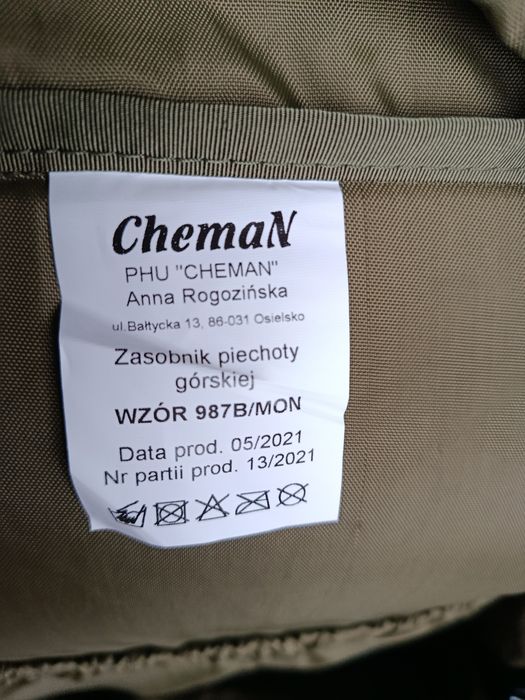 ChemaN
PHU "CHEMAN"
Anna Rogozińska
ul.Bałtycka 13, 86-031 Osielsko
Zasobnik piechoty
górskiej
WZÓR 987B/MON
Data prod. 05/2021
Nr partii prod. 13/2021